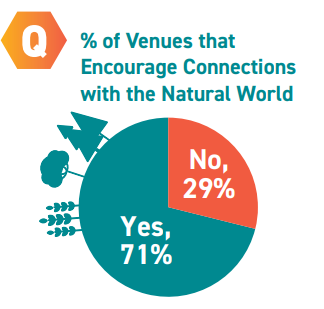 Q
% of Venues that
Encourage Connections
with the Natural World
No,
29%
Yes,
71%